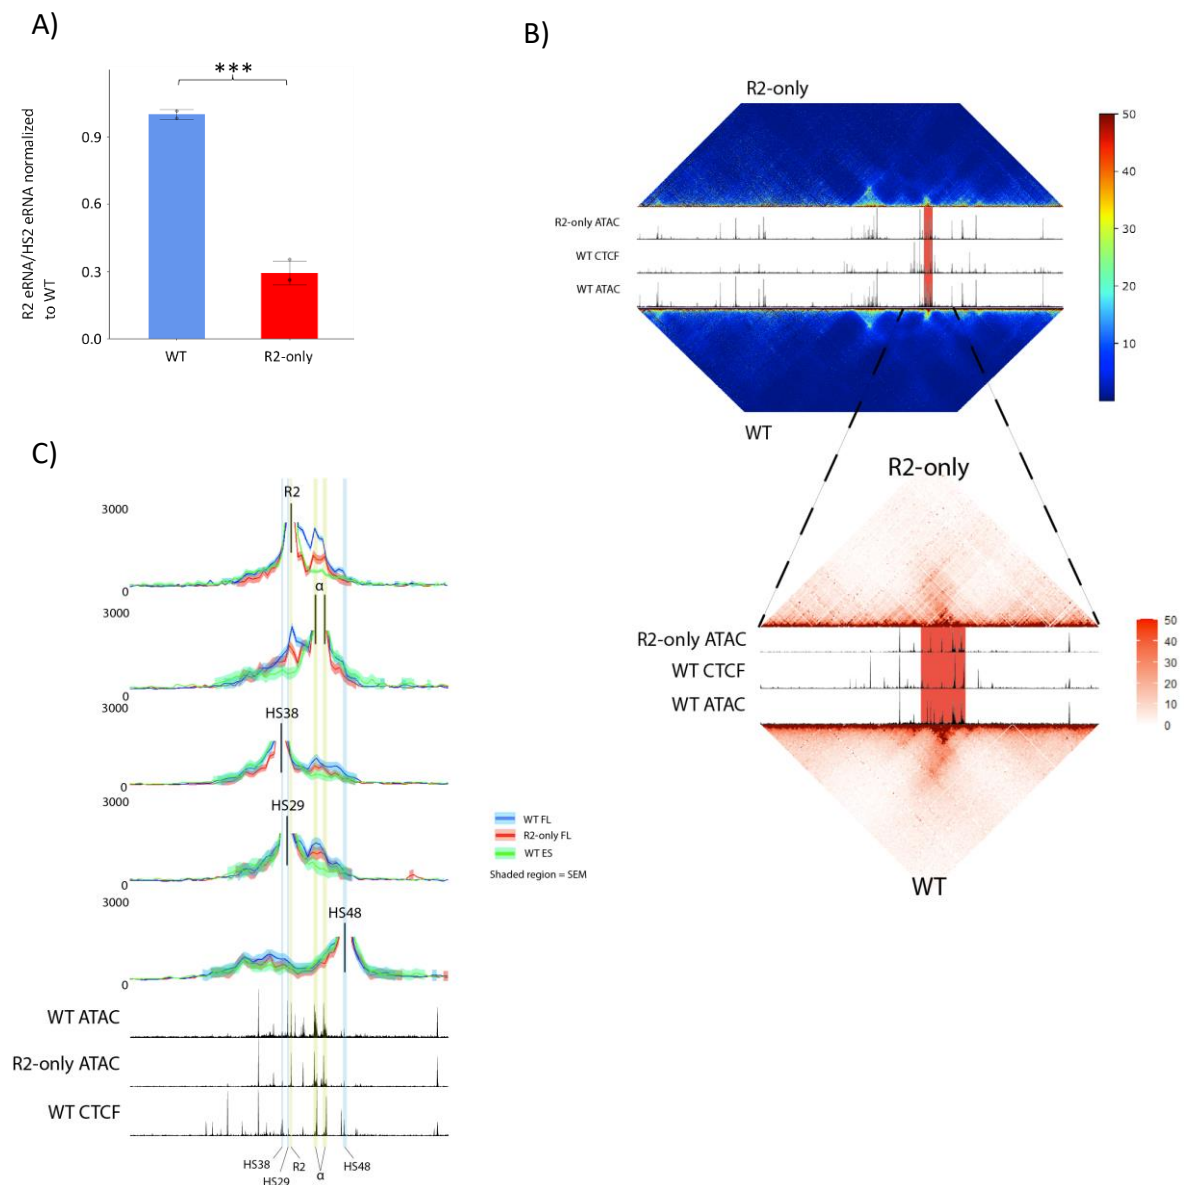 A)
***
R2 eRNA/HS2 eRNA normalized
to WT
0.9
0.6
0.3
0.0
WT
R2-only
B)
R2-only
50
40
30
20
10
R2-only ATAC
WT CTCF
WT ATAC
WT
R2-only
R2-only ATAC
WT CTCF
WT ATAC
50
40
30
20
10
0
WT
C)
R2
3000
0
α
3000
0
HS38
3000
0
HS29
3000
0
HS48
3000
0
WT FL
R2-only FL
WT ES
Shaded region = SEM
WT ATAC
R2-only ATAC
WT CTCF
HS38
HS29
R2
α
HS48